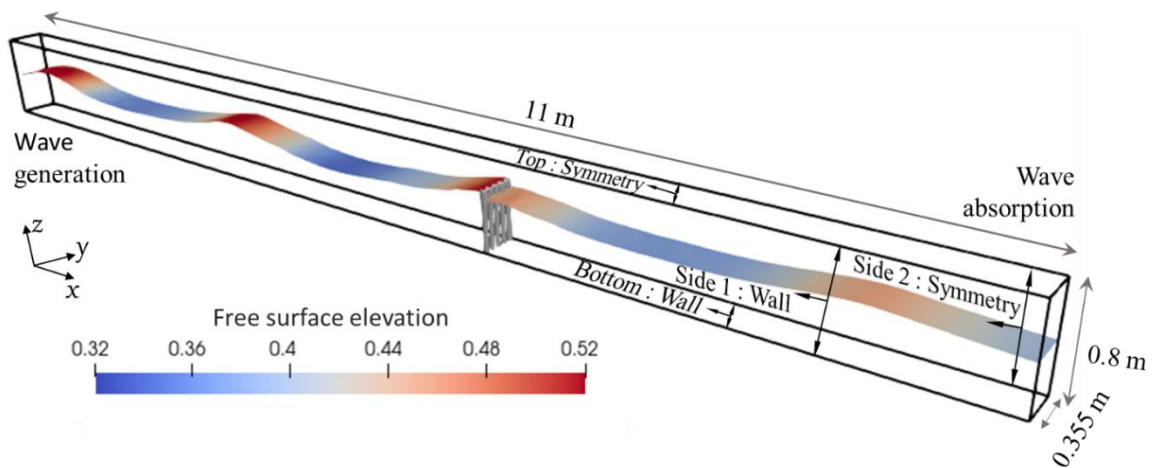 11 m
Wave
generation
Top : Symmetry
Wave
absorption
z
y
x
Side 2 : Symmetry
Side 1 : Wall
Bottom : Wall
Free surface elevation
0.32 0.36 0.4 0.44 0.48 0.52
0.8 m
0.355 m